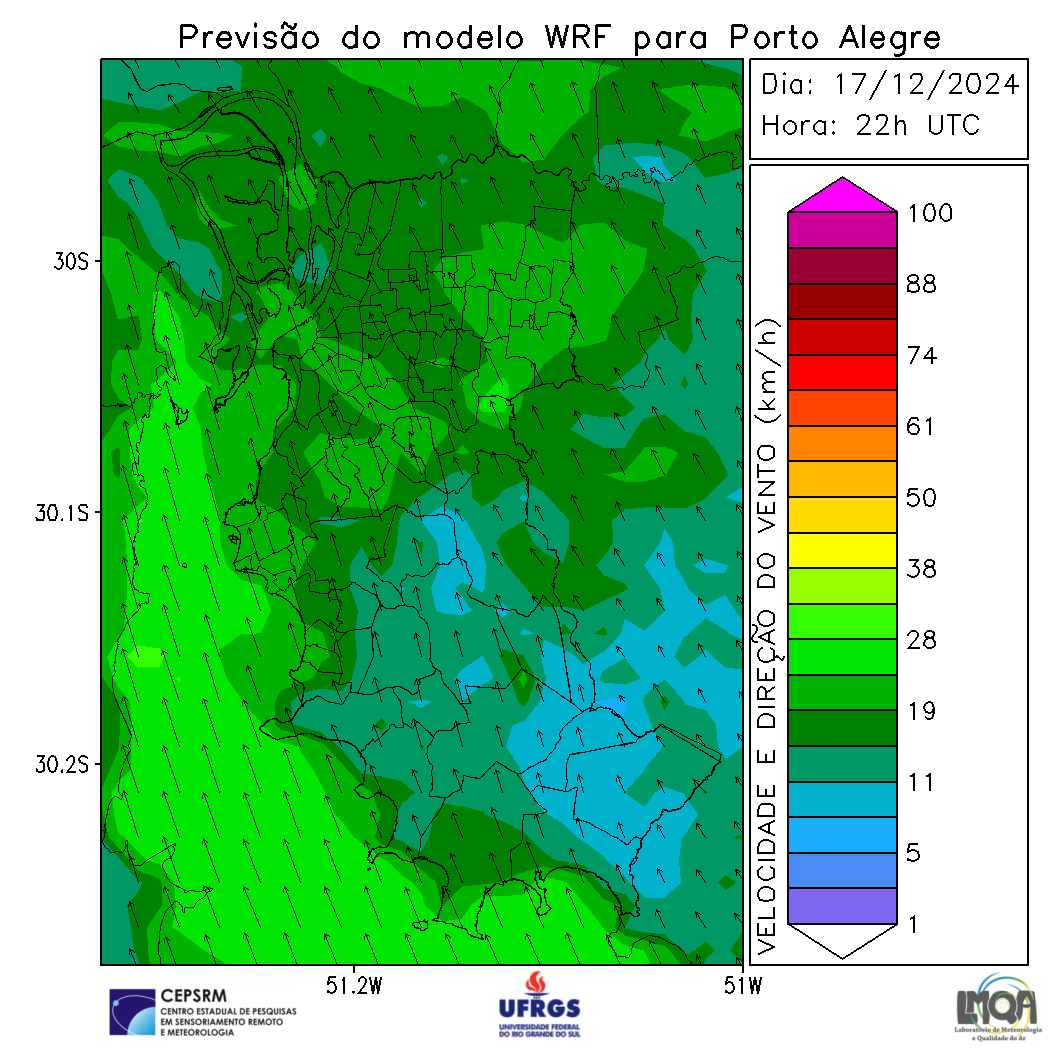 Previsão do modelo WRF para Porto Alegre
Dia: 17/12/2024
Hora: 22h UTC
30S
30.1S
30.2S
51.2W
51W
VELOCIDADE E DIREÇÃO DO VENTO (km/h)
100
88
74
61
50
38
28
19
11
5
1
CEPSRM
CENTRO ESTADUAL DE PESQUISAS
EM SENSORIAMENTO REMOTO
E METEOROLOGIA
UFRGS
UNIVERSIDADE FEDERAL
DO RIO GRANDE DO SUL
LMQA
Laboratório de Meteorologia
e Qualidade do Ar